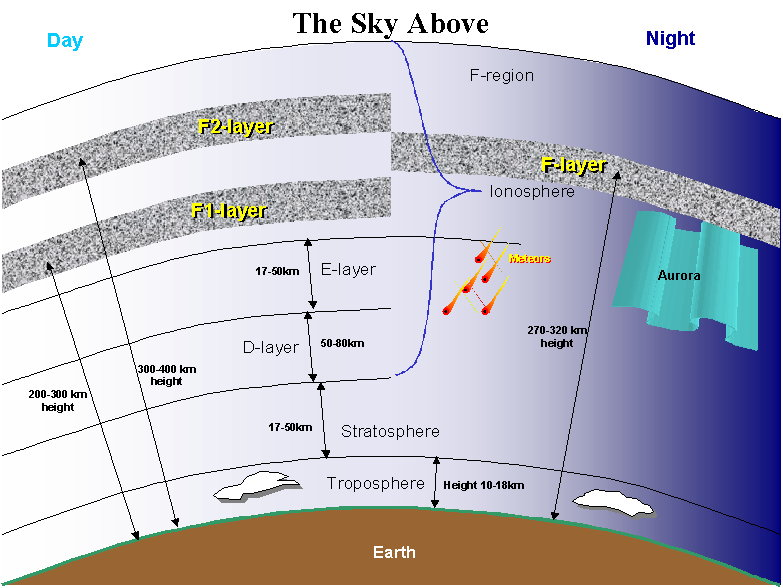 The Sky Above
Day
Night
F-region
F2-layer
F-layer
Ionosphere
F1-layer
Meteors
17-50km
E-layer
Aurora
270-320 km
height
D-layer
50-80km
300-400 km
height
200-300 km
height
17-50km
Stratosphere
Troposphere
Height 10-18km
Earth